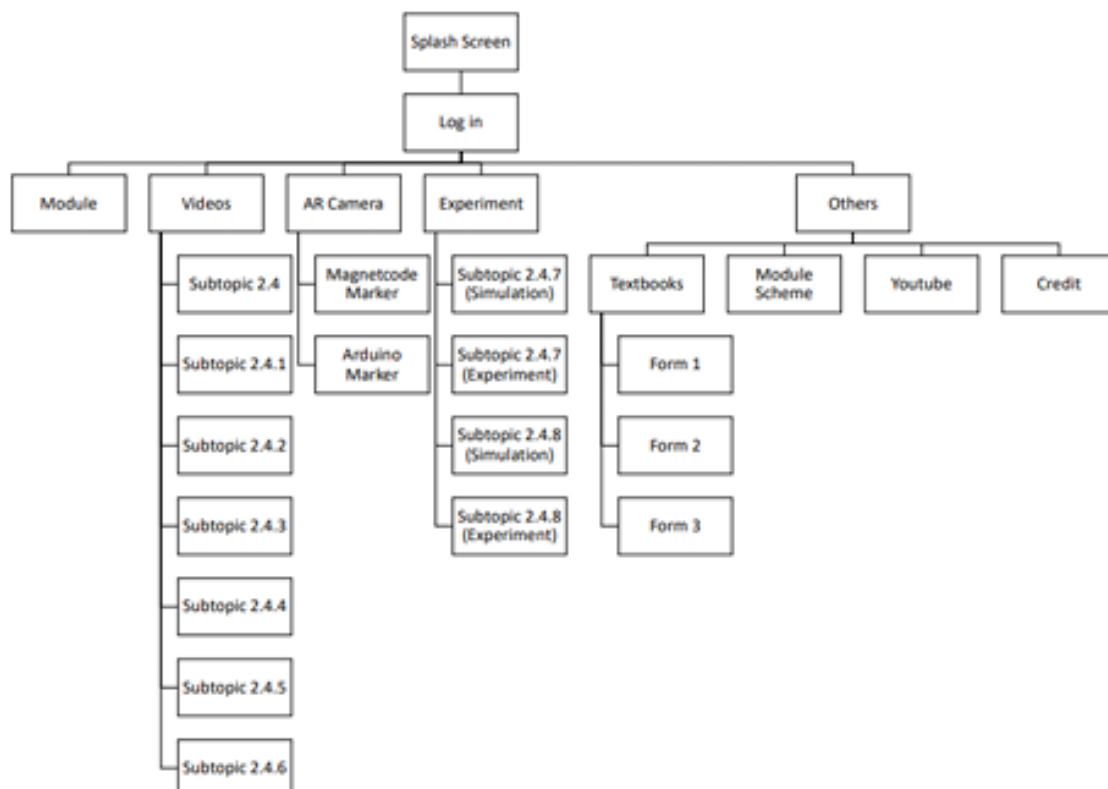 Splash Screen
Log in
Module
Videos
AR Camera
Experiment
Others
Subtopic 2.4
Subtopic 2.4.1
Subtopic 2.4.2
Subtopic 2.4.3
Subtopic 2.4.4
Subtopic 2.4.5
Subtopic 2.4.6
Magnetcode
Marker
Arduino
Marker
Subtopic 2.4.7
(Simulation)
Subtopic 2.4.7
(Experiment)
Subtopic 2.4.8
(Simulation)
Subtopic 2.4.8
(Experiment)
Textbooks
Module
Scheme
Youtube
Credit
Form 1
Form 2
Form 3